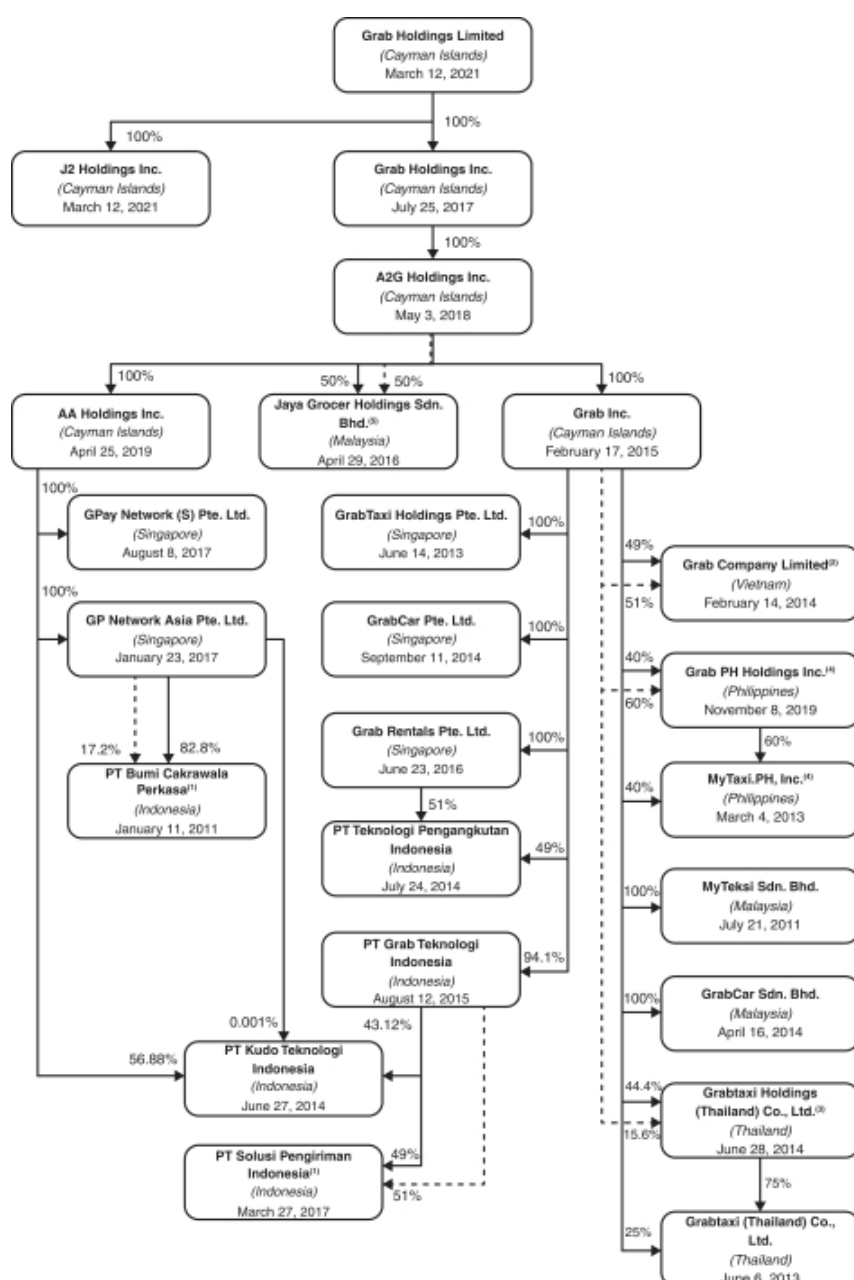 Grab Holdings Limited
(Cayman Islands)
March 12, 2021
100%
100%
J2 Holdings Inc.
(Cayman Islands)
March 12, 2021
Grab Holdings Inc.
(Cayman Islands)
July 25, 2017
100%
A2G Holdings Inc.
(Cayman Islands)
May 3, 2018
100%
50%
50%
100%
AA Holdings Inc.
(Cayman Islands)
April 25, 2019
Jaya Grocer Holdings Sdn.
Bhd.(5)
(Malaysia)
April 29, 2016
Grab Inc.
(Cayman Islands)
February 17, 2015
100%
GPay Network (S) Pte. Ltd.
(Singapore)
August 8, 2017
GrabTaxi Holdings Pte. Ltd.
(Singapore)
June 14, 2013
100%
49%
51%
Grab Company Limited(2)
(Vietnam)
February 14, 2014
100%
GP Network Asia Pte. Ltd.
(Singapore)
January 23, 2017
GrabCar Pte. Ltd.
(Singapore)
September 11, 2014
100%
40%
60%
Grab PH Holdings Inc.(4)
(Philippines)
November 8, 2019
17.2%
82.8%
PT Bumi Cakrawala
Perkasa(1)
(Indonesia)
January 11, 2011
Grab Rentals Pte. Ltd.
(Singapore)
June 23, 2016
100%
60%
40%
MyTaxi.PH, Inc.(4)
(Philippines)
March 4, 2013
51%
PT Teknologi Pengangkutan
Indonesia
(Indonesia)
July 24, 2014
49%
100%
MyTeksi Sdn. Bhd.
(Malaysia)
July 21, 2011
PT Grab Teknologi
Indonesia
(Indonesia)
August 12, 2015
94.1%
100%
GrabCar Sdn. Bhd.
(Malaysia)
April 16, 2014
0.001%
43.12%
56.88%
PT Kudo Teknologi
Indonesia
(Indonesia)
June 27, 2014
44.4%
15.6%
Grabtaxi Holdings
(Thailand) Co., Ltd.(3)
(Thailand)
June 28, 2014
PT Solusi Pengiriman
Indonesia(1)
(Indonesia)
March 27, 2017
49%
51%
75%
25%
Grabtaxi (Thailand) Co.,
Ltd.
(Thailand)
June 6, 2013